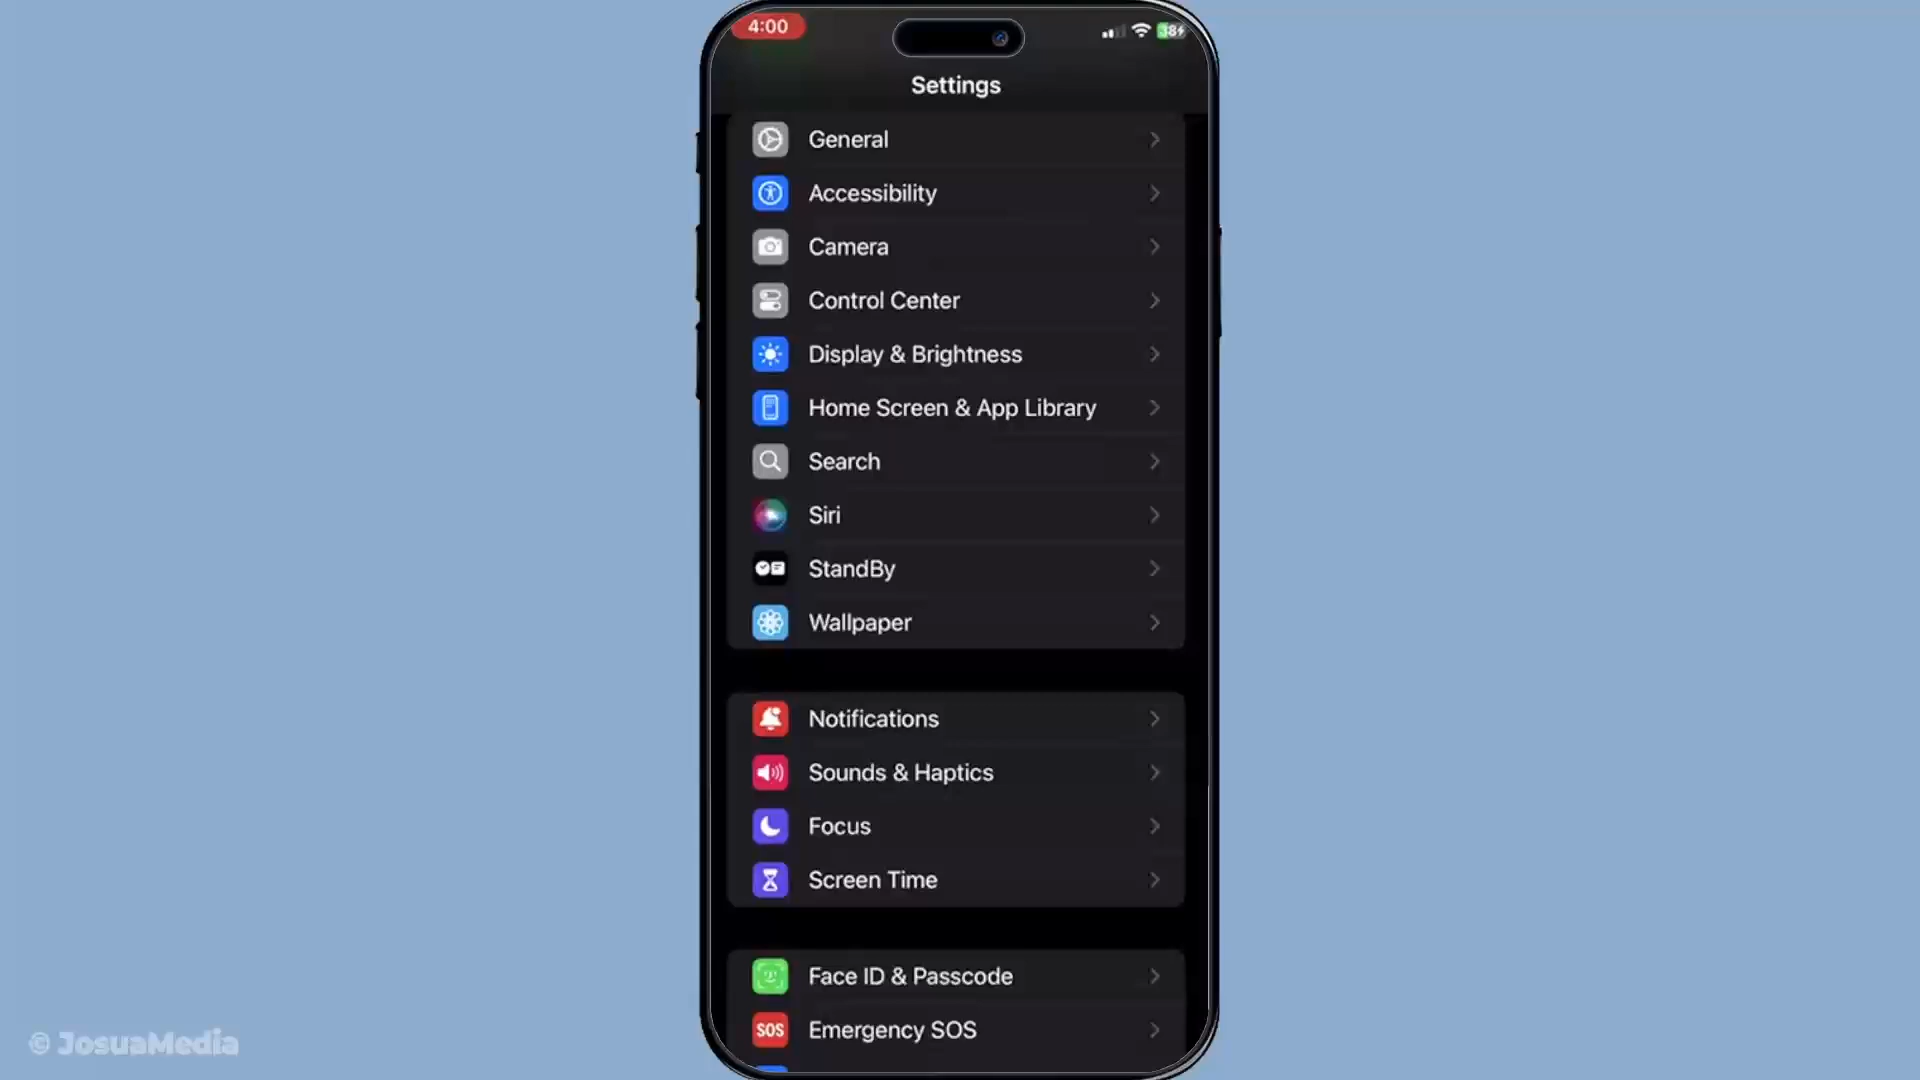 4:00
38
Settings
General
Accessibility
Camera
Control Center
Display & Brightness
Home Screen & App Library
Search
Siri
StandBy
Wallpaper
Notifications
Sounds & Haptics
Focus
Screen Time
Face ID & Passcode
SOS
Emergency SOS
© JosuaMedia